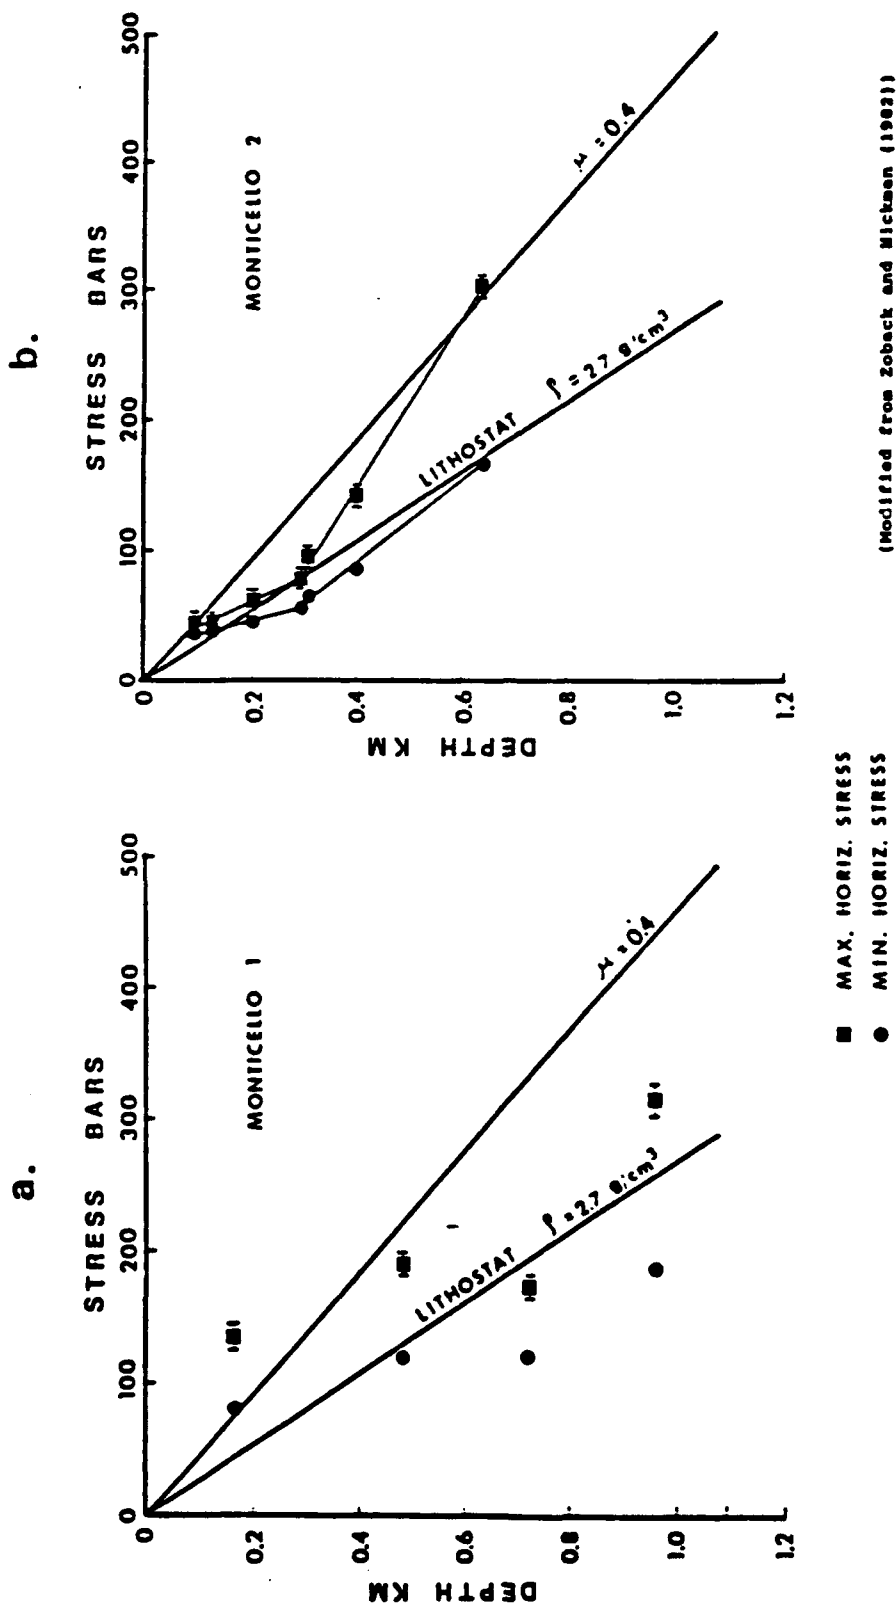 a.
STRESS BARS
0 100 200 300 400 500
DEPTH KM
0
0.2
0.4
0.6
0.8
1.0
1.2
MONTICELLO 1
μ = 0.4
LITHOSTAT ρ = 2.7 g/cm³
b.
STRESS BARS
0 100 200 300 400 500
DEPTH KM
0
0.2
0.4
0.6
0.8
1.0
1.2
MONTICELLO 2
μ = 0.4
LITHOSTAT ρ = 2.7 g/cm³
■ MAX. HORIZ. STRESS
● MIN. HORIZ. STRESS
(Modified from Zoback and Hickman (1982))